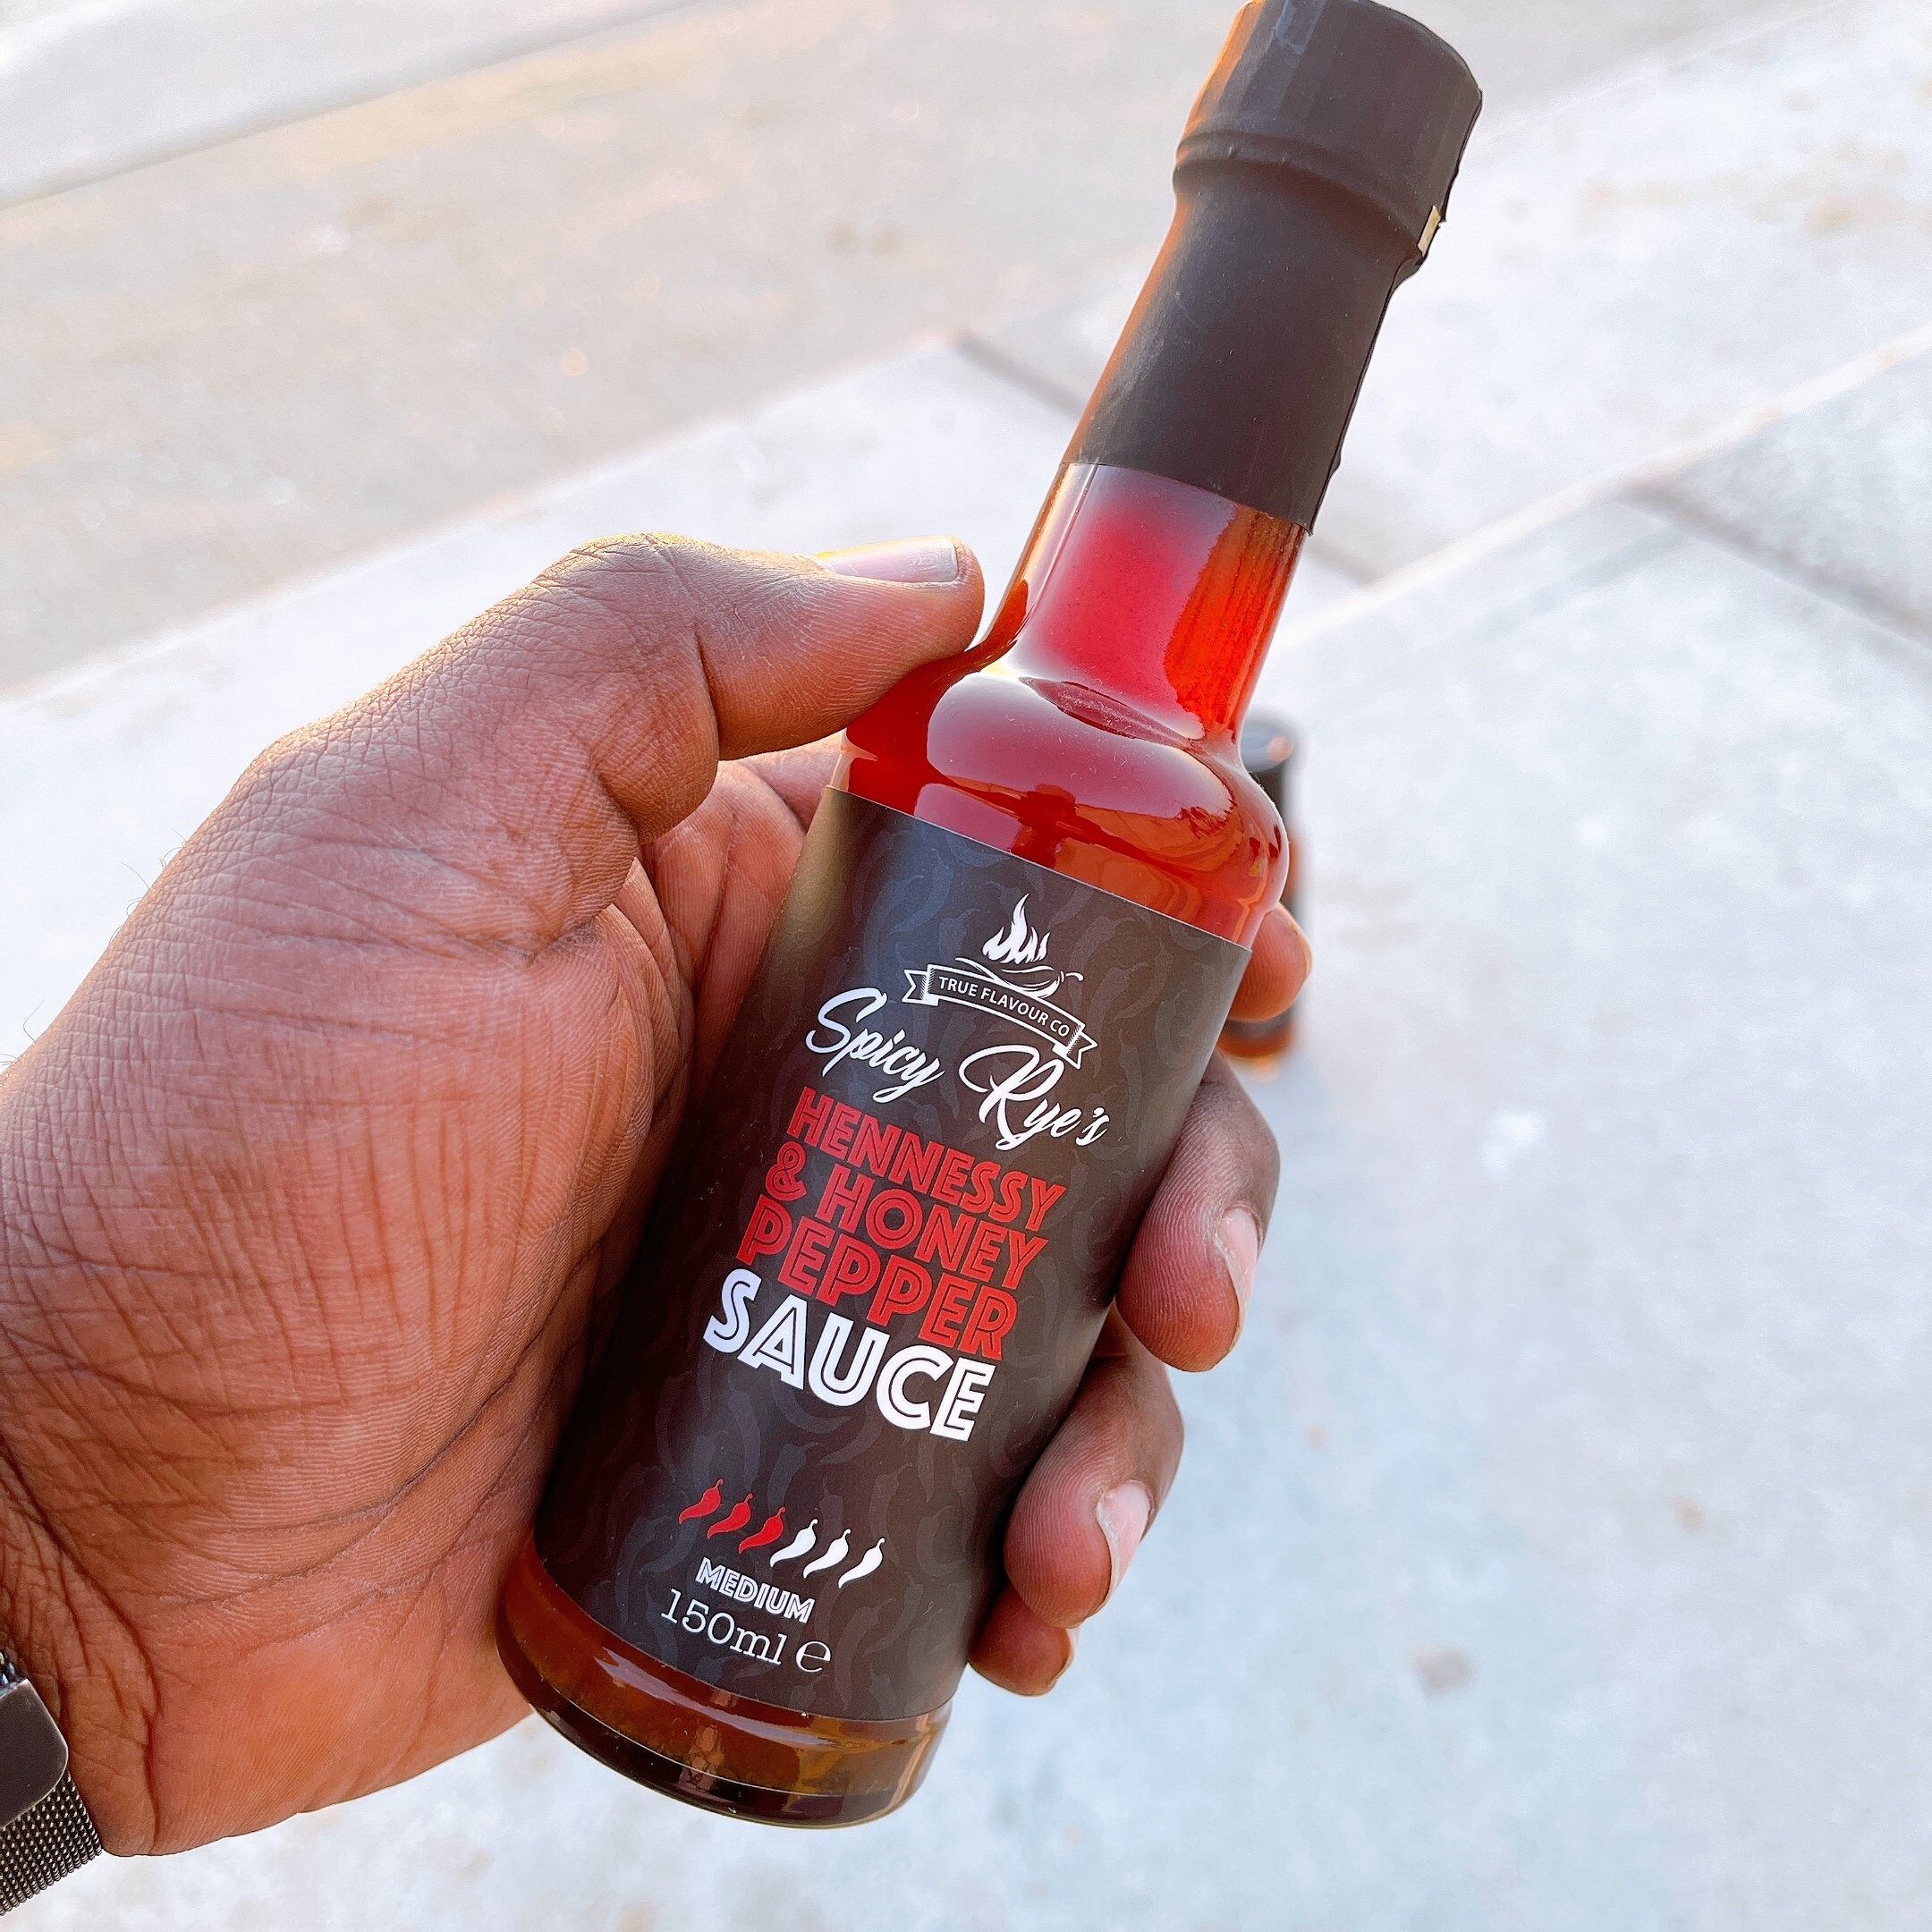 TRUE FLAVOUR CO
Spicy Rye's
HENNESSY
& HONEY
PEPPER
SAUCE
MEDIUM
150ml ℮